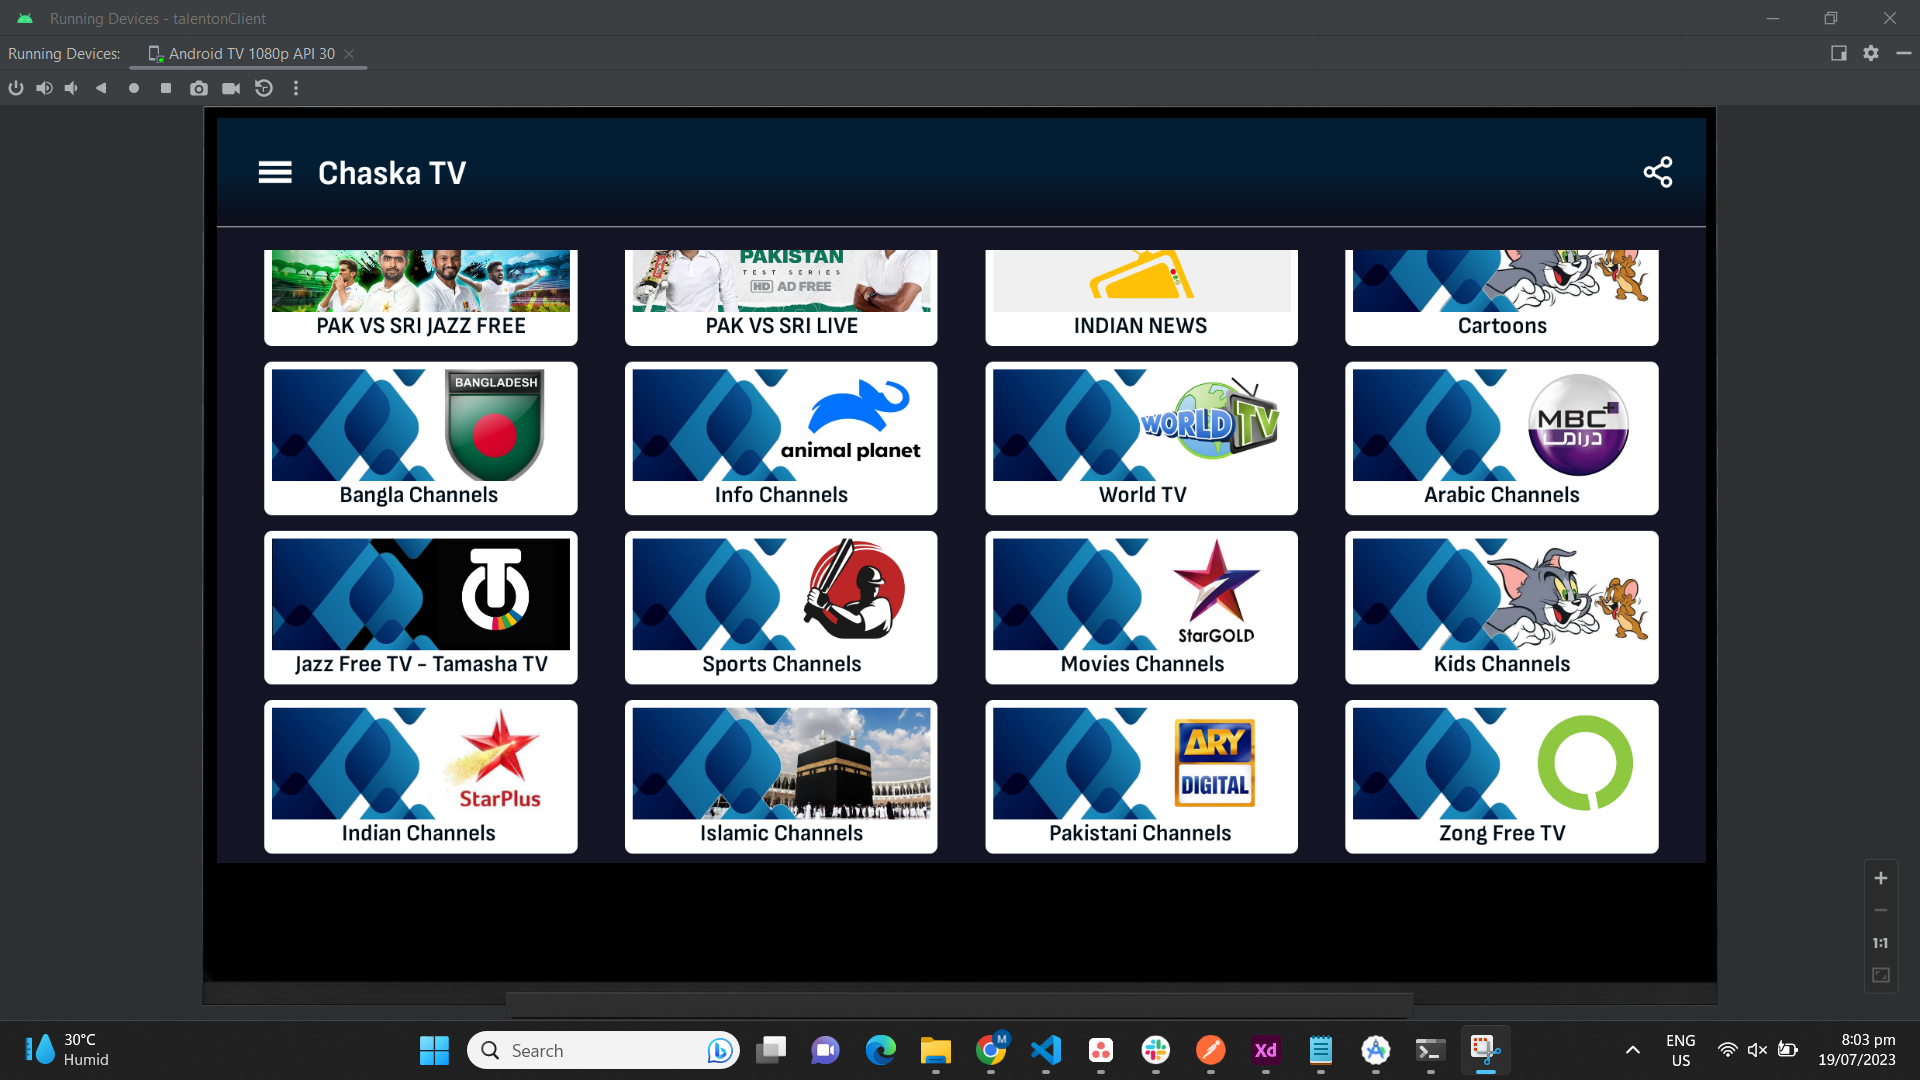 Running Devices - talentonClient
Running Devices:
Android TV 1080p API 30
Chaska TV
PAK VS SRI JAZZ FREE
PAKISTAN
TEST SERIES
HD AD FREE
PAK VS SRI LIVE
INDIAN NEWS
Cartoons
BANGLADESH
Bangla Channels
animal planet
Info Channels
WORLD TV
World TV
MBC+
دراما
Arabic Channels
Jazz Free TV - Tamasha TV
Sports Channels
StarGOLD
Movies Channels
Kids Channels
StarPlus
Indian Channels
Islamic Channels
ARY
DIGITAL
Pakistani Channels
Zong Free TV
1:1
30°C
Humid
Search
M
Xd
ENG
US
8:03 pm
19/07/2023